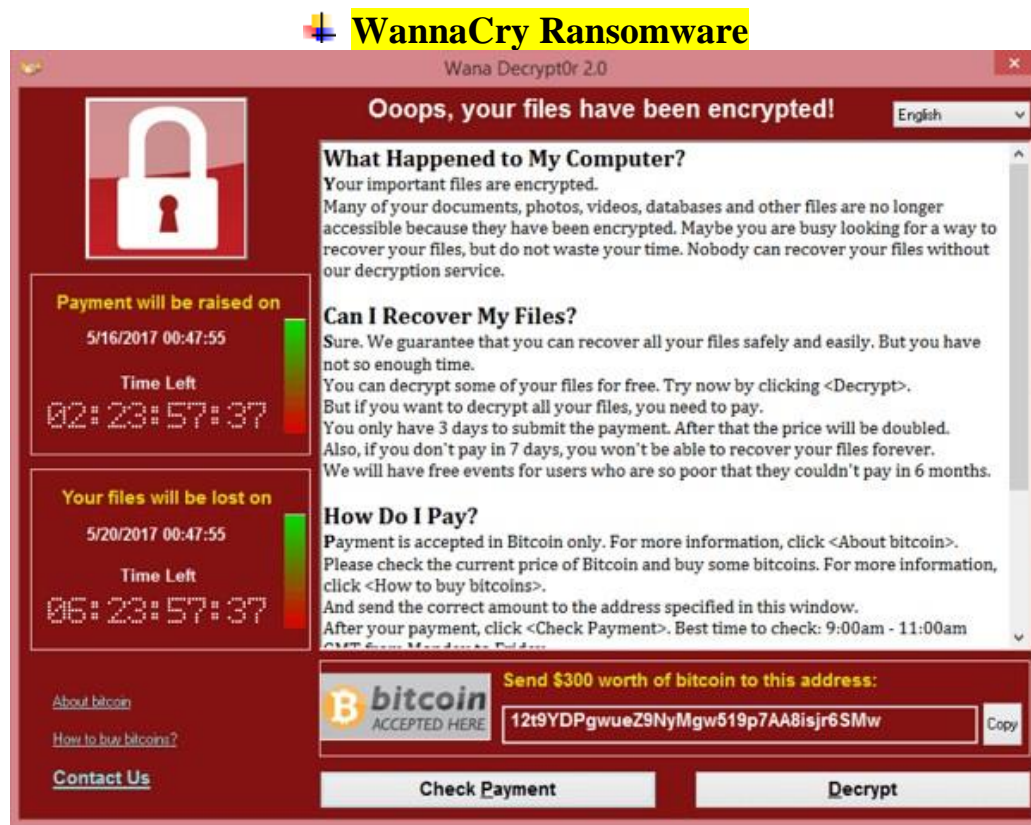 WannaCry Ransomware
Wana Decrypt0r 2.0
Ooops, your files have been encrypted!
English
What Happened to My Computer?
Your important files are encrypted.
Many of your documents, photos, videos, databases and other files are no longer
accessible because they have been encrypted. Maybe you are busy looking for a way to
recover your files, but do not waste your time. Nobody can recover your files without
our decryption service.
Can I Recover My Files?
Sure. We guarantee that you can recover all your files safely and easily. But you have
not so enough time.
You can decrypt some of your files for free. Try now by clicking <Decrypt>.
But if you want to decrypt all your files, you need to pay.
You only have 3 days to submit the payment. After that the price will be doubled.
Also, if you don't pay in 7 days, you won't be able to recover your files forever.
We will have free events for users who are so poor that they couldn't pay in 6 months.
How Do I Pay?
Payment is accepted in Bitcoin only. For more information, click <About bitcoin>.
Please check the current price of Bitcoin and buy some bitcoins. For more information,
click <How to buy bitcoins>.
And send the correct amount to the address specified in this window.
After your payment, click <Check Payment>. Best time to check: 9:00am - 11:00am
GMT from Monday to Friday
Payment will be raised on
5/16/2017 00:47:55
Time Left
02:23:57:37
Your files will be lost on
5/20/2017 00:47:55
Time Left
06:23:57:37
About bitcoin
How to buy bitcoins?
Contact Us
bitcoin
ACCEPTED HERE
Send $300 worth of bitcoin to this address:
12t9YDPgwueZ9NyMgw519p7AA8isjr6SMw
Copy
Check Payment
Decrypt